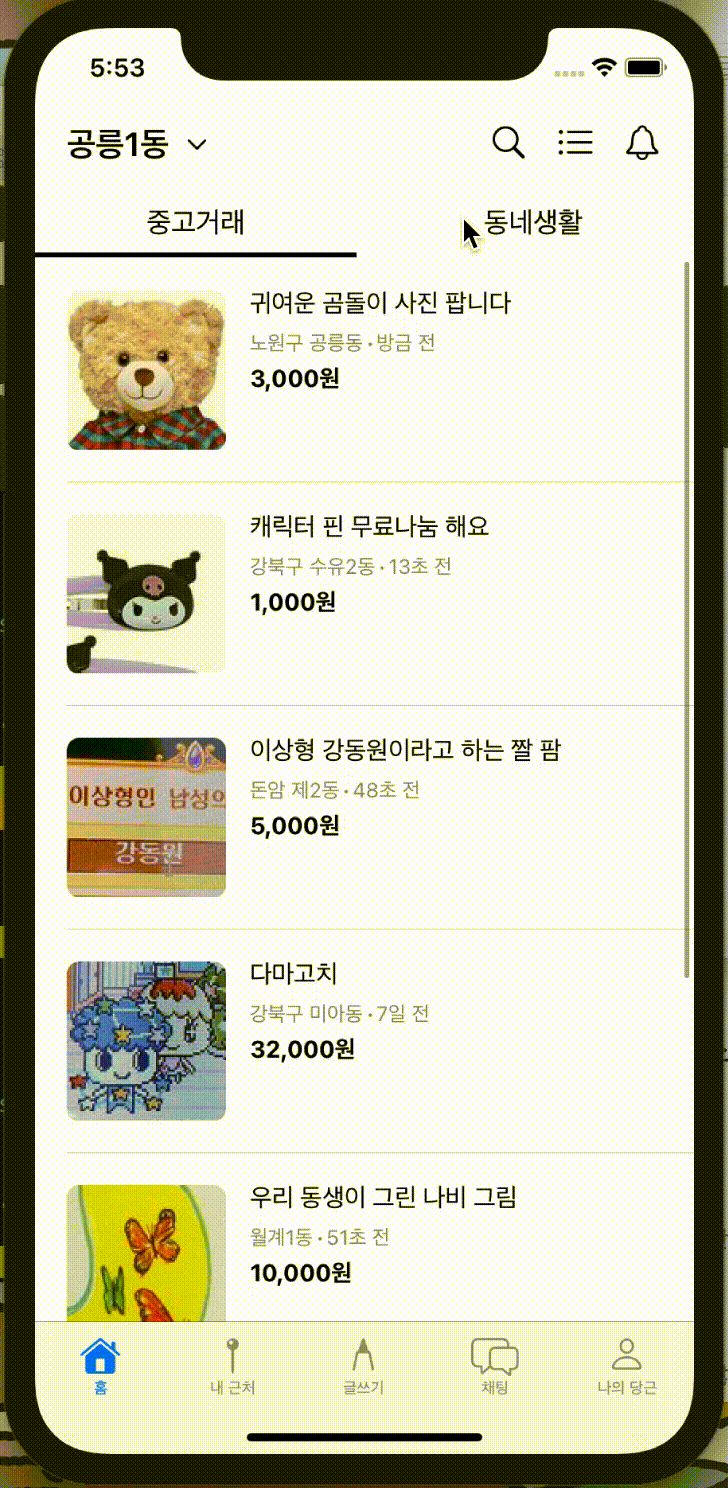 5:53
공릉1동
중고거래
동네생활
귀여운 곰돌이 사진 팝니다
노원구 공릉동 · 방금 전
3,000원
캐릭터 핀 무료나눔 해요
강북구 수유2동 · 13초 전
1,000원
이상형 강동원이라고 하는 짤 팜
돈암 제2동 · 48초 전
5,000원
이상형인 남성의
강동원
다마고치
강북구 미아동 · 7일 전
32,000원
우리 동생이 그린 나비 그림
월계1동 · 51초 전
10,000원
홈
내 근처
글쓰기
채팅
나의 당근